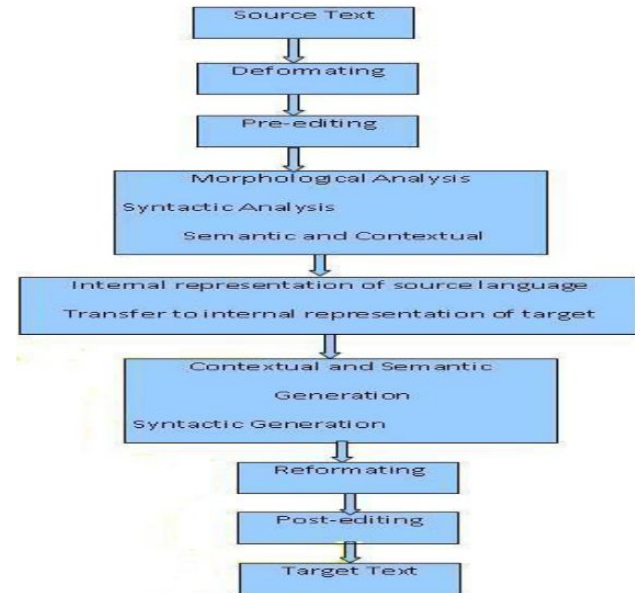 Source Text
Deformating
Pre-editing
Morphological Analysis
Syntactic Analysis
Semantic and Contextual
Internal representation of source language
Transfer to internal representation of target
Contextual and Semantic
Generation
Syntactic Generation
Reformating
Post-editing
Target Text